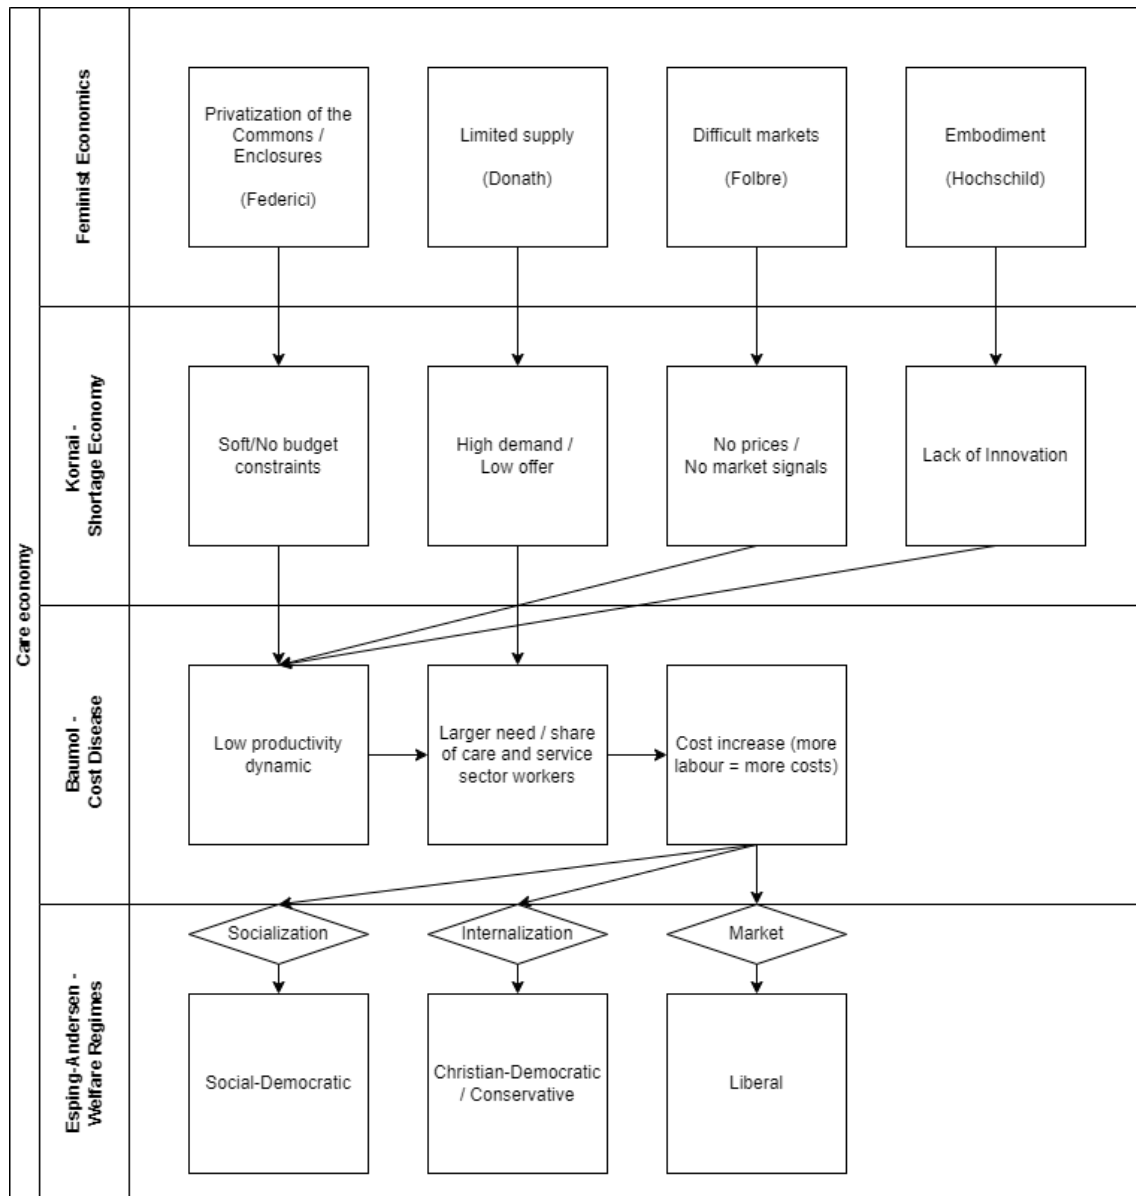 Care economy
Feminist Economics
Privatization of the
Commons /
Enclosures
(Federici)
Limited supply
(Donath)
Difficult markets
(Folbre)
Embodiment
(Hochschild)
Kornai -
Shortage Economy
Soft/No budget
constraints
High demand /
Low offer
No prices /
No market signals
Lack of Innovation
Baumol -
Cost Disease
Low productivity
dynamic
Larger need / share
of care and service
sector workers
Cost increase (more
labour = more costs)
Esping-Andersen -
Welfare Regimes
Socialization
Internalization
Market
Social-Democratic
Christian-Democratic
/ Conservative
Liberal